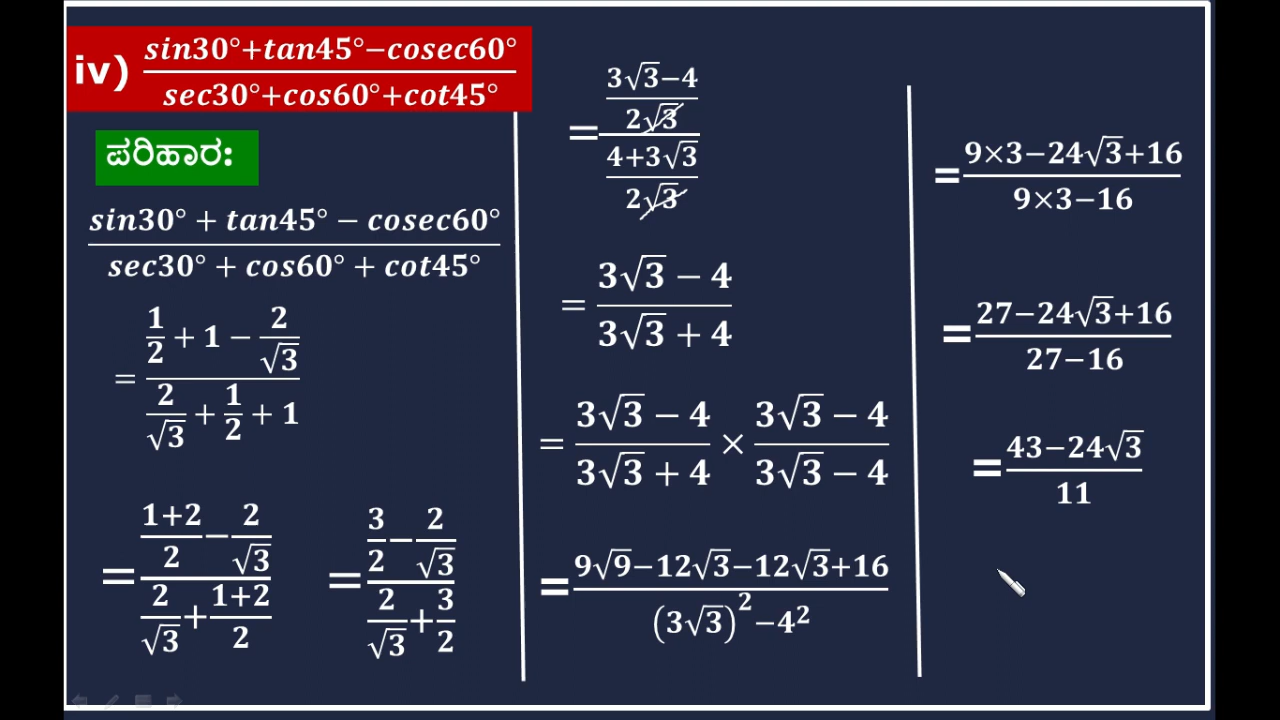 iv) (sin30°+tan45°−cosec60°)/(sec30°+cos60°+cot45°)
ಪರಿಹಾರ:
(sin30° + tan45° − cosec60°)/(sec30° + cos60° + cot45°)
= (1/2 + 1 − 2/√3)/(2/√3 + 1/2 + 1)
= ((1+2)/2 − 2/√3)/(2/√3 + (1+2)/2) = (3/2 − 2/√3)/(2/√3 + 3/2)
= ((3√3−4)/(2√3))/((4+3√3)/(2√3))
= (3√3 − 4)/(3√3 + 4)
= (3√3 − 4)/(3√3 + 4) × (3√3 − 4)/(3√3 − 4)
= (9√9−12√3−12√3+16)/((3√3)²−4²)
= (9×3−24√3+16)/(9×3−16)
= (27−24√3+16)/(27−16)
= (43−24√3)/11